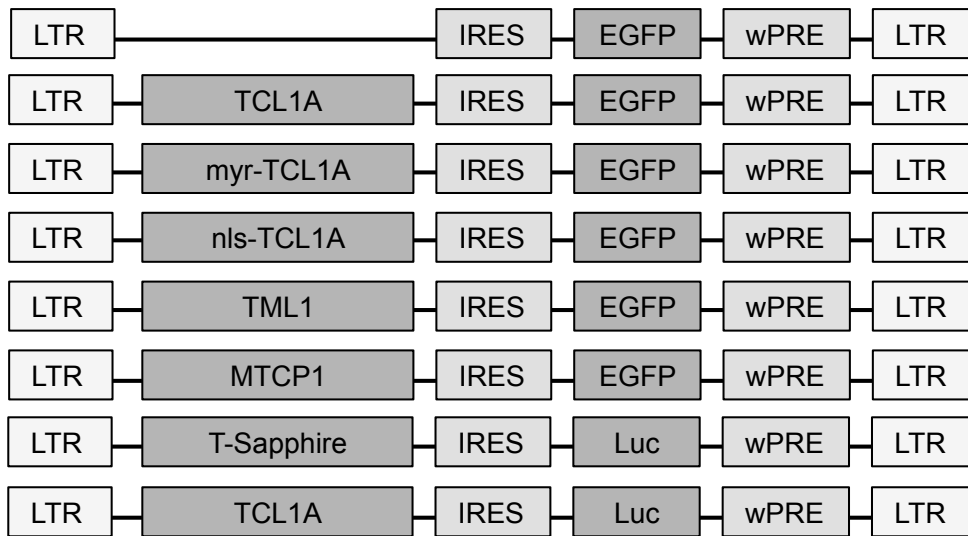 LTR IRES EGFP wPRE LTR
LTR TCL1A IRES EGFP wPRE LTR
LTR myr-TCL1A IRES EGFP wPRE LTR
LTR nls-TCL1A IRES EGFP wPRE LTR
LTR TML1 IRES EGFP wPRE LTR
LTR MTCP1 IRES EGFP wPRE LTR
LTR T-Sapphire IRES Luc wPRE LTR
LTR TCL1A IRES Luc wPRE LTR